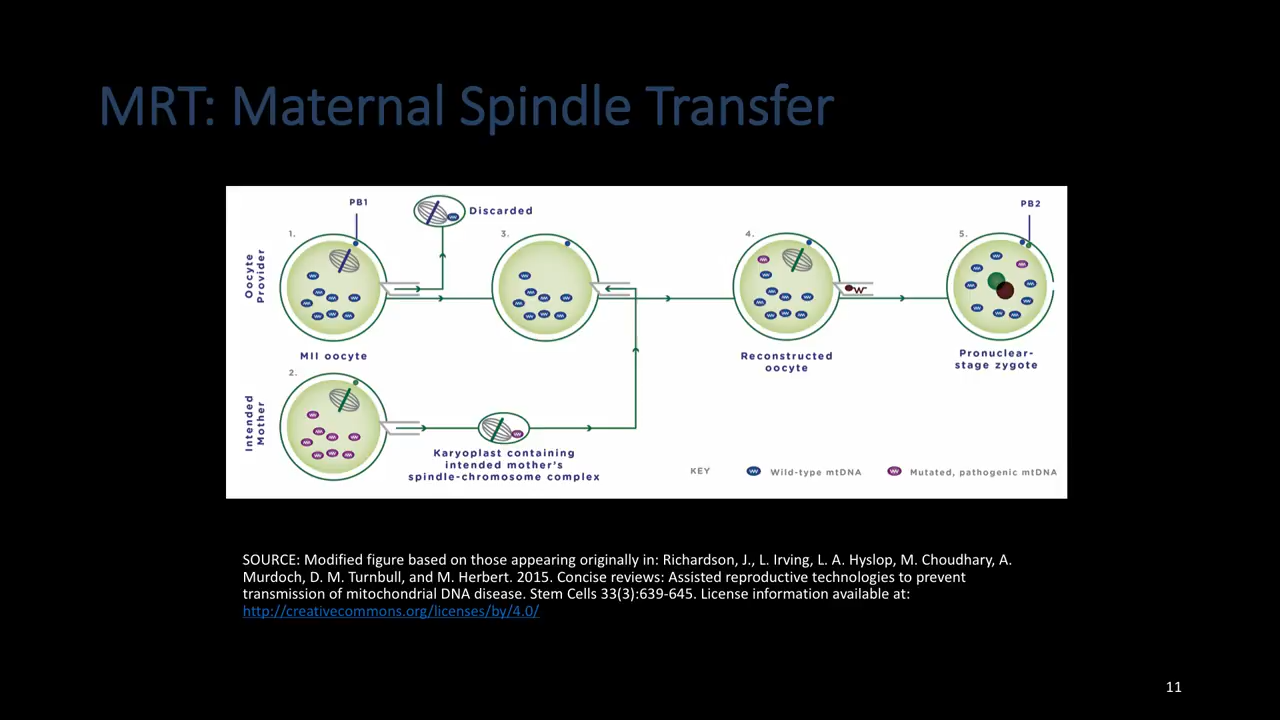 MRT: Maternal Spindle Transfer
PB1
Discarded
PB2
1.
3.
4.
5.
Oocyte
Provider
MII oocyte
Reconstructed
oocyte
Pronuclear-
stage zygote
2.
Intended
Mother
Karyoplast containing
intended mother's
spindle-chromosome complex
KEY
Wild-type mtDNA
Mutated, pathogenic mtDNA
SOURCE: Modified figure based on those appearing originally in: Richardson, J., L. Irving, L. A. Hyslop, M. Choudhary, A.
Murdoch, D. M. Turnbull, and M. Herbert. 2015. Concise reviews: Assisted reproductive technologies to prevent
transmission of mitochondrial DNA disease. Stem Cells 33(3):639-645. License information available at:
http://creativecommons.org/licenses/by/4.0/
11